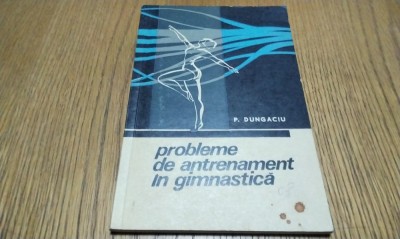 P. DUNGACIU
probleme
de antrenament
în gimnastică